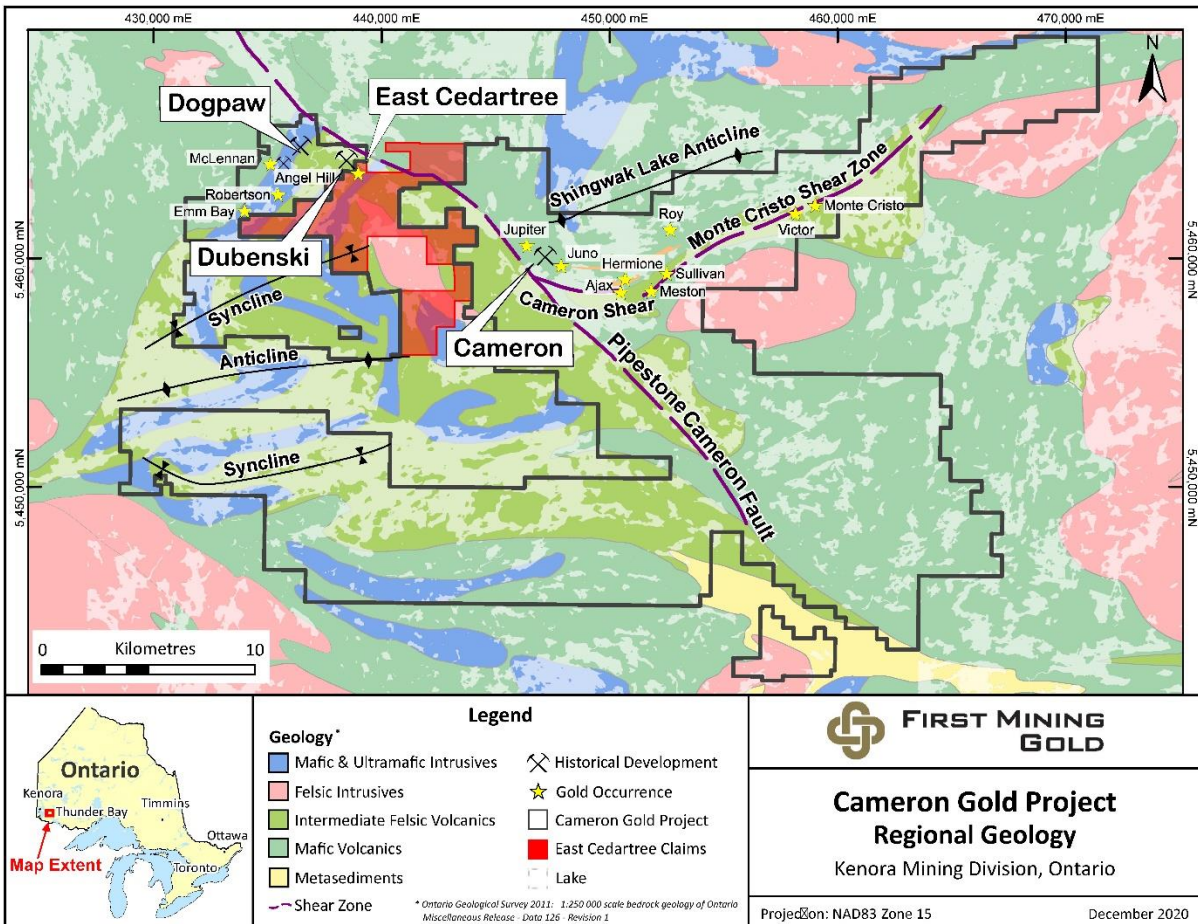 430,000 mE
440,000 mE
450,000 mE
460,000 mE
470,000 mE
N
Dogpaw
East Cedartree
McLennan
Angel Hill
Robertson
Emm Bay
Dubenski
Shingwak Lake Anticline
Monte Cristo Shear Zone
Monte Cristo
Victor
Roy
Jupiter
Juno
Hermione
Sullivan
Ajax
Meston
Cameron Shear
Cameron
Pipestone Cameron Fault
Syncline
Anticline
Syncline
5,460,000 mN
5,460,000 mN
5,450,000 mN
5,450,000 mN
0 Kilometres 10
Ontario
Kenora
Thunder Bay
Timmins
Ottawa
Toronto
Map Extent
Legend
Geology*
Mafic & Ultramafic Intrusives
Felsic Intrusives
Intermediate Felsic Volcanics
Mafic Volcanics
Metasediments
Shear Zone
Historical Development
Gold Occurrence
Cameron Gold Project
East Cedartree Claims
Lake
* Ontario Geological Survey 2011: 1:250 000 scale bedrock geology of Ontario
Miscellaneous Release - Data 126 - Revision 1
FIRST MINING
GOLD
Cameron Gold Project
Regional Geology
Kenora Mining Division, Ontario
Projec☒on: NAD83 Zone 15
December 2020